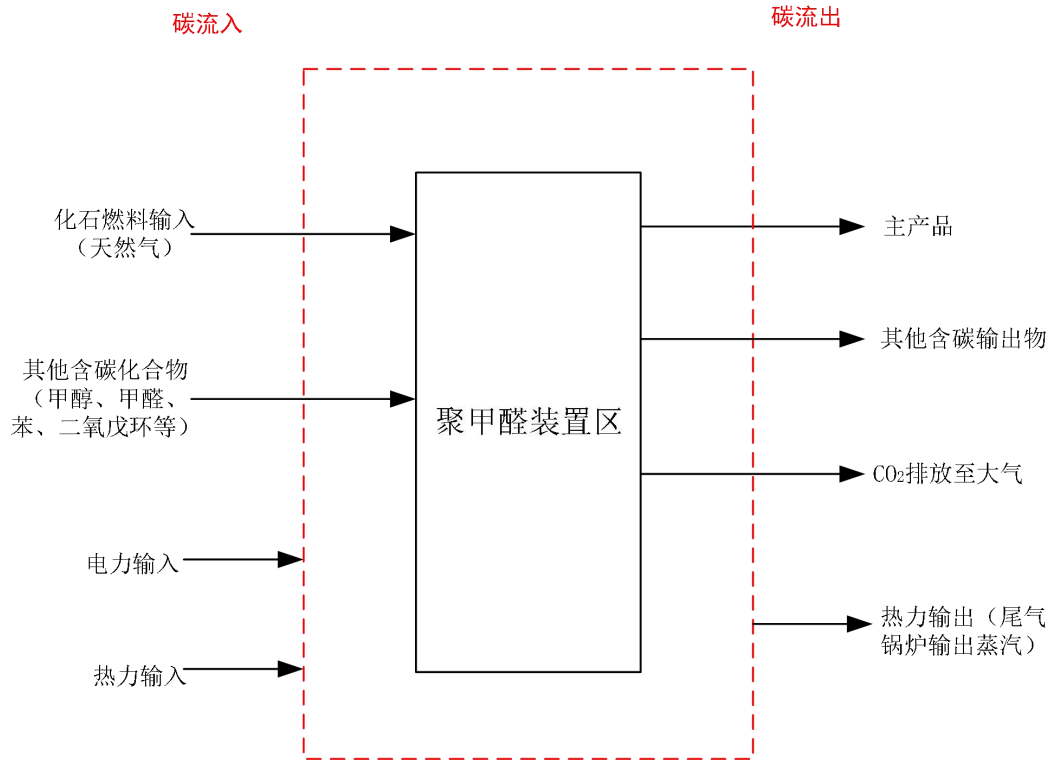 碳流入
碳流出
化石燃料输入
（天然气）
其他含碳化合物
（甲醇、甲醛、
苯、二氧戊环等）
电力输入
热力输入
聚甲醛装置区
主产品
其他含碳输出物
CO₂排放至大气
热力输出（尾气
锅炉输出蒸汽）